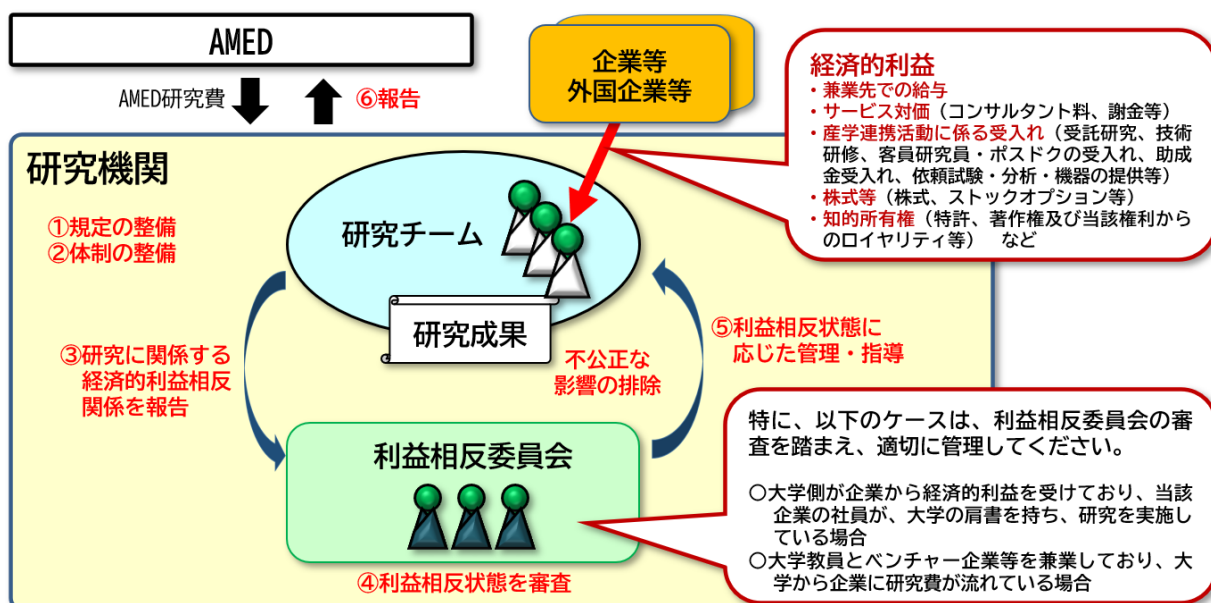 AMED
AMED研究費
⑥報告
企業等
外国企業等
経済的利益
・兼業先での給与
・サービス対価（コンサルタント料、謝金等）
・産学連携活動に係る受入れ（受託研究、技術
研修、客員研究員・ポスドクの受入れ、助成
金受入れ、依頼試験・分析・機器の提供等）
・株式等（株式、ストックオプション等）
・知的所有権（特許、著作権及び当該権利から
のロイヤリティ等）　など
研究機関
①規定の整備
②体制の整備
研究チーム
研究成果
③研究に関係する
経済的利益相反
関係を報告
不公正な
影響の排除
⑤利益相反状態に
応じた管理・指導
利益相反委員会
④利益相反状態を審査
特に、以下のケースは、利益相反委員会の審
査を踏まえ、適切に管理してください。
○大学側が企業から経済的利益を受けており、当該
企業の社員が、大学の肩書を持ち、研究を実施し
ている場合
○大学教員とベンチャー企業等を兼業しており、大
学から企業に研究費が流れている場合